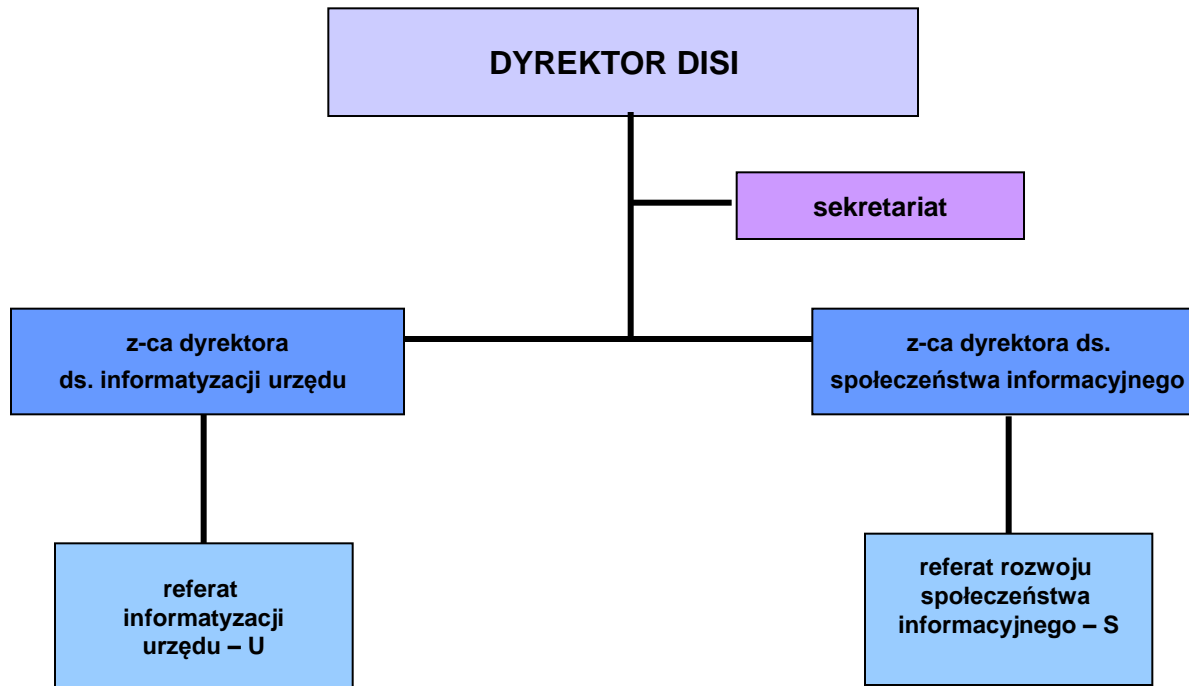 DYREKTOR DISI
sekretariat
z-ca dyrektora
ds. informatyzacji urzędu
z-ca dyrektora ds.
społeczeństwa informacyjnego
referat
informatyzacji
urzędu – U
referat rozwoju
społeczeństwa
informacyjnego – S